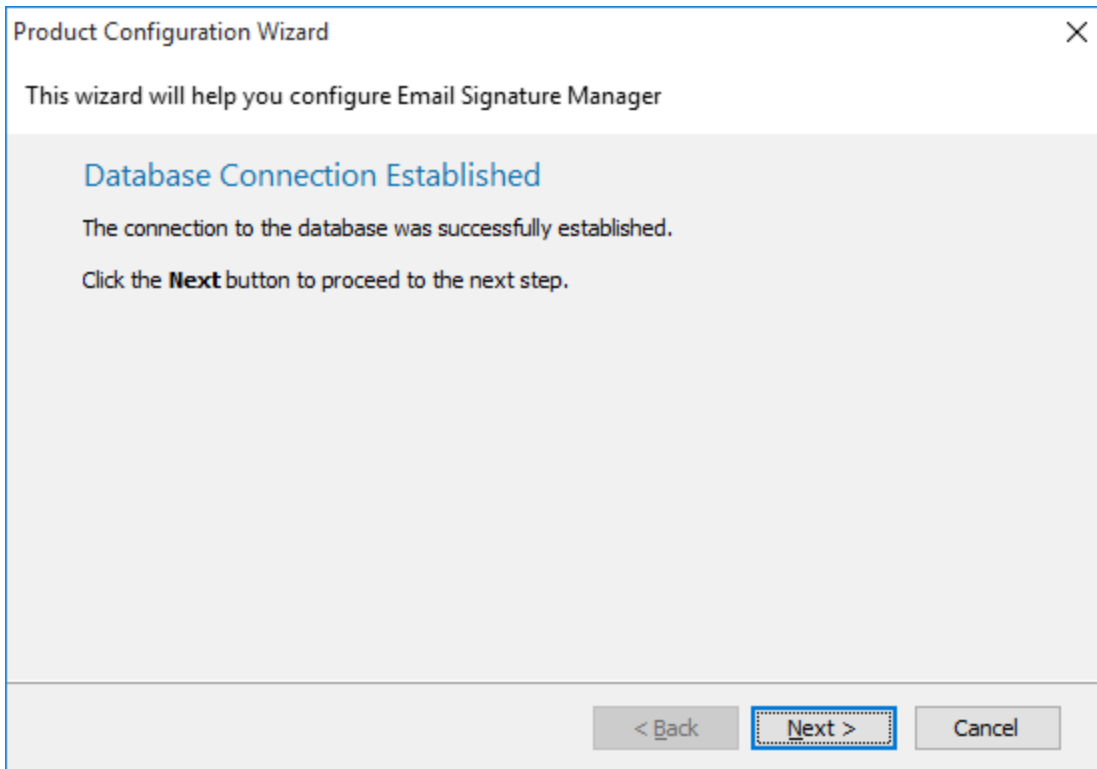 Product Configuration Wizard
This wizard will help you configure Email Signature Manager
Database Connection Established
The connection to the database was successfully established.
Click the Next button to proceed to the next step.
< Back Next > Cancel